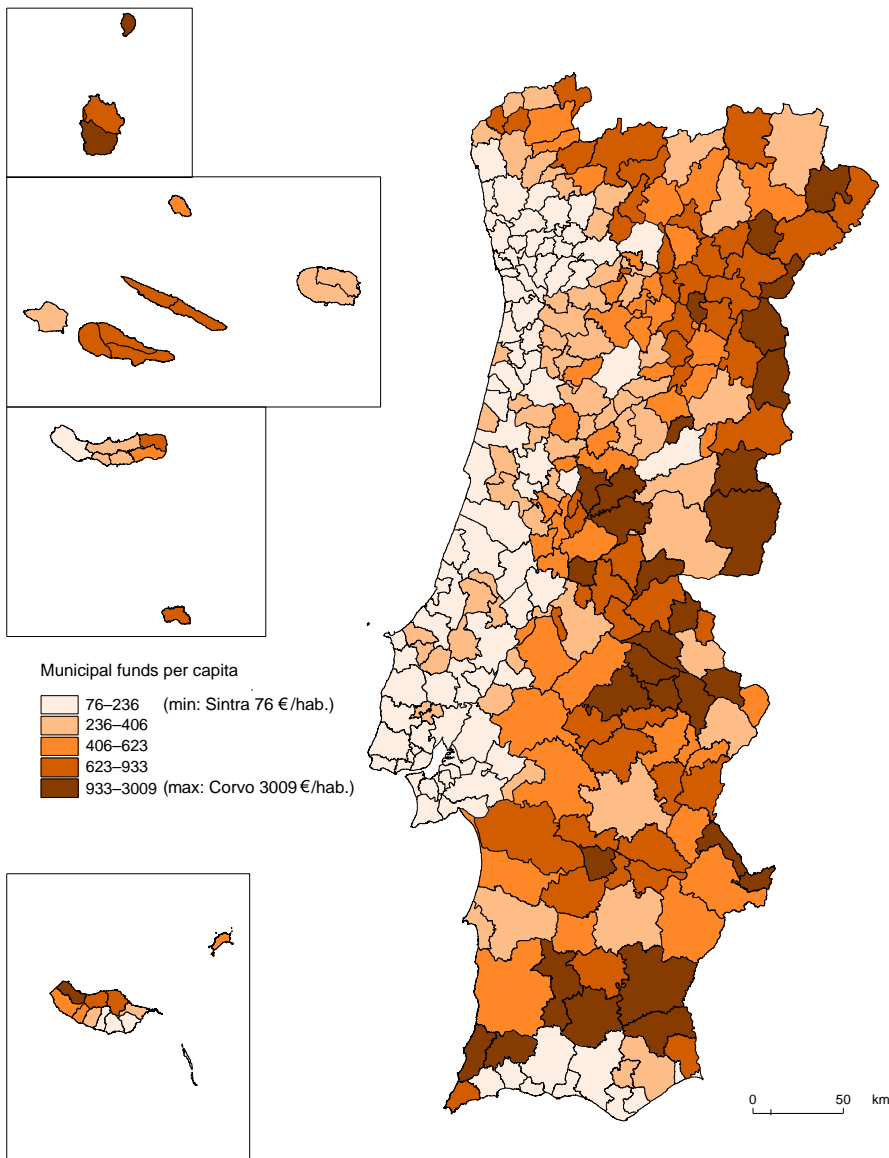 Municipal funds per capita
76–236 (min: Sintra 76 €/hab.)
236–406
406–623
623–933
933–3009 (max: Corvo 3009 €/hab.)
0 50 km